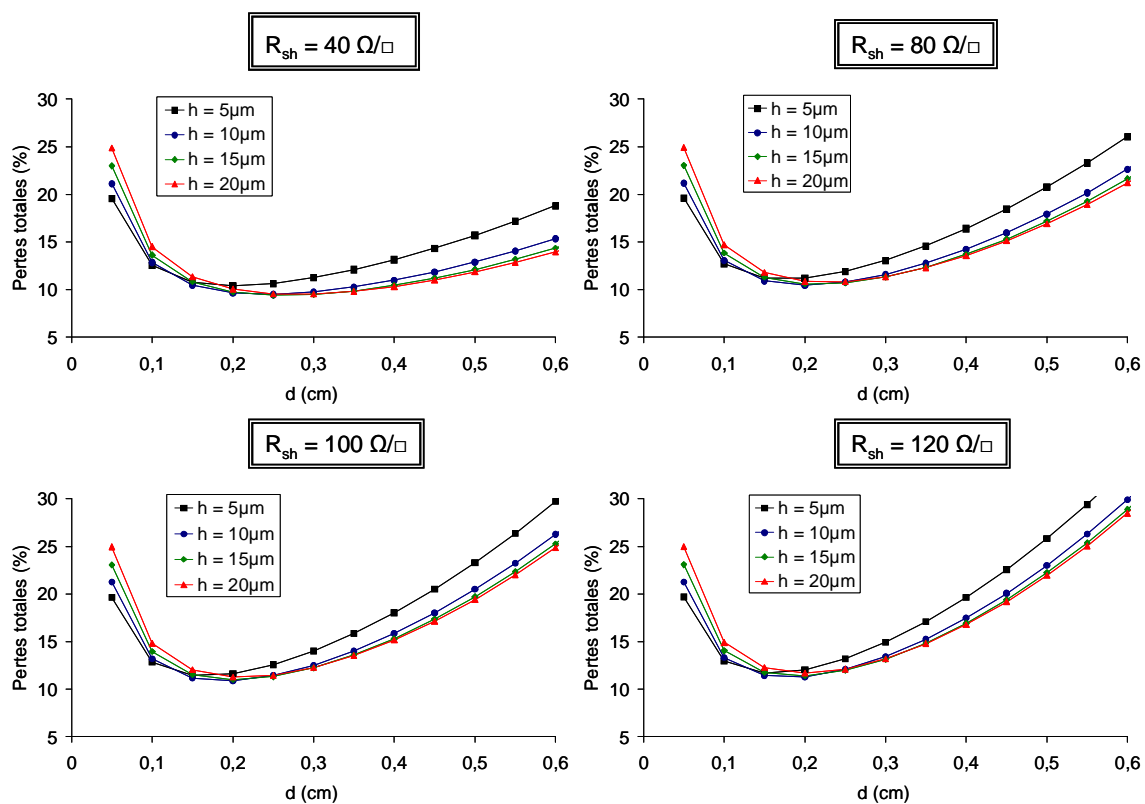 R_sh = 40 Ω/□
Pertes totales (%)
30
25
20
15
10
5
h = 5µm
h = 10µm
h = 15µm
h = 20µm
0 0,1 0,2 0,3 0,4 0,5 0,6
d (cm)
R_sh = 80 Ω/□
Pertes totales (%)
30
25
20
15
10
5
h = 5µm
h = 10µm
h = 15µm
h = 20µm
0 0,1 0,2 0,3 0,4 0,5 0,6
d (cm)
R_sh = 100 Ω/□
Pertes totales (%)
30
25
20
15
10
5
h = 5µm
h = 10µm
h = 15µm
h = 20µm
0 0,1 0,2 0,3 0,4 0,5 0,6
d (cm)
R_sh = 120 Ω/□
Pertes totales (%)
30
25
20
15
10
5
h = 5µm
h = 10µm
h = 15µm
h = 20µm
0 0,1 0,2 0,3 0,4 0,5 0,6
d (cm)